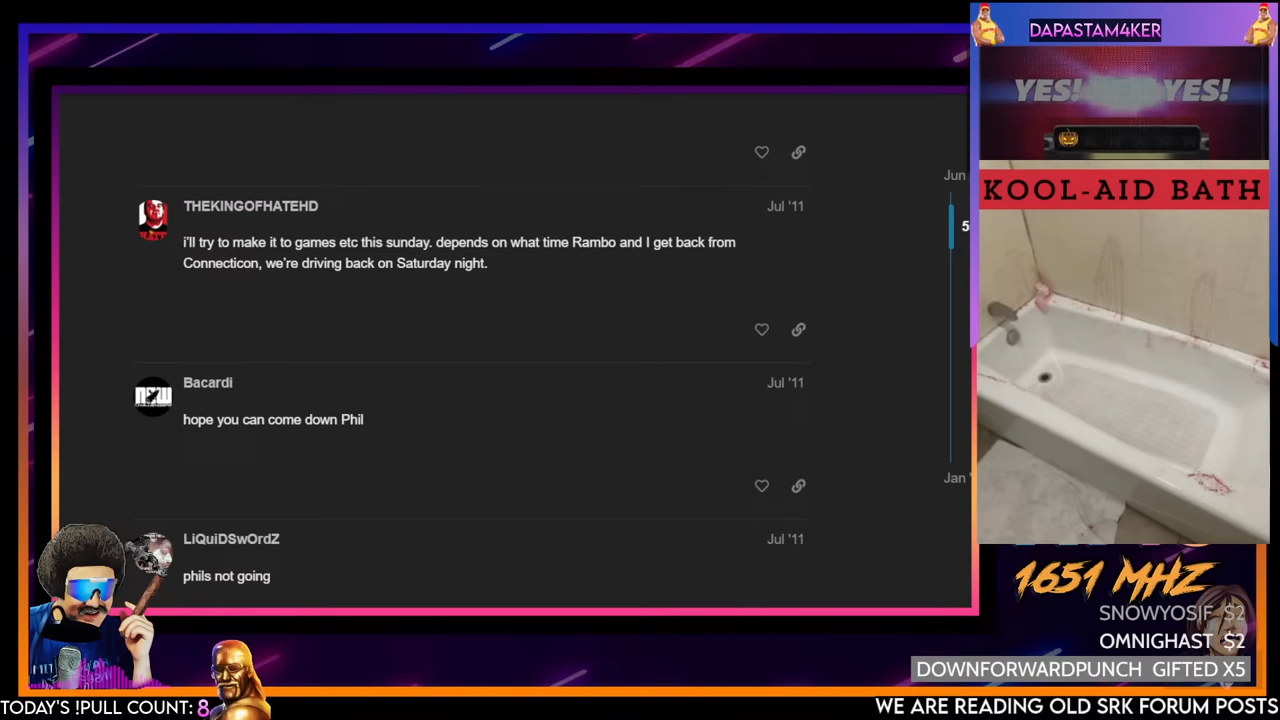 DAPASTAM4KER
YES! YES!
KOOL-AID BATH
Jun
THEKINGOFHATEHD
Jul '11
i'll try to make it to games etc this sunday. depends on what time Rambo and I get back from
Connecticon, we're driving back on Saturday night.
5
Bacardi
Jul '11
hope you can come down Phil
Jan '
LiQuiDSwOrdZ
Jul '11
phils not going
1651 MHZ
SNOWYOSIF $2
OMNIGHAST $2
DOWNFORWARDPUNCH GIFTED X5
TODAY'S !PULL COUNT: 8
WE ARE READING OLD SRK FORUM POSTS